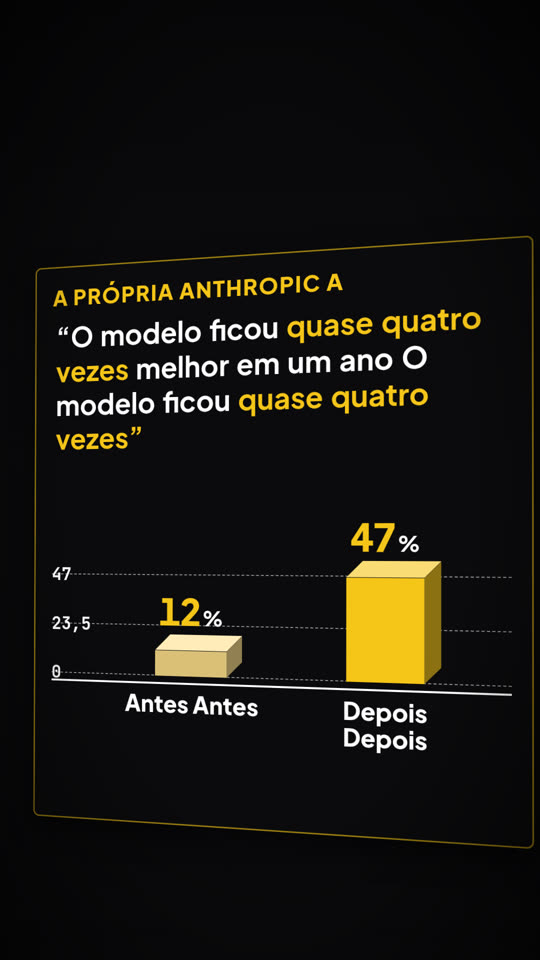 A PRÓPRIA ANTHROPIC A
“O modelo ficou quase quatro
vezes melhor em um ano O
modelo ficou quase quatro
vezes”
47%
47
12%
23,5
0
Antes Antes
Depois
Depois